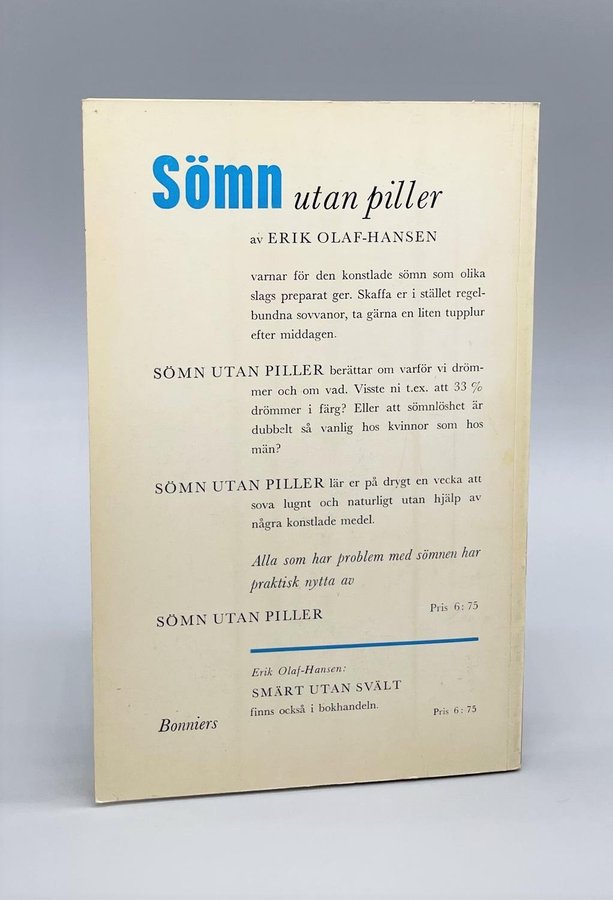 Sömn utan piller
av ERIK OLAF-HANSEN
varnar för den konstlade sömn som olika
slags preparat ger. Skaffa er i stället regel-
bundna sovvanor, ta gärna en liten tupplur
efter middagen.
SÖMN UTAN PILLER berättar om varför vi dröm-
mer och om vad. Visste ni t.ex. att 33 %
drömmer i färg? Eller att sömnlöshet är
dubbelt så vanlig hos kvinnor som hos
män?
SÖMN UTAN PILLER lär er på drygt en vecka att
sova lugnt och naturligt utan hjälp av
några konstlade medel.
Alla som har problem med sömnen har
praktisk nytta av
SÖMN UTAN PILLER Pris 6:75
Erik Olaf-Hansen:
SMÄRT UTAN SVÄLT
finns också i bokhandeln. Pris 6:75
Bonniers